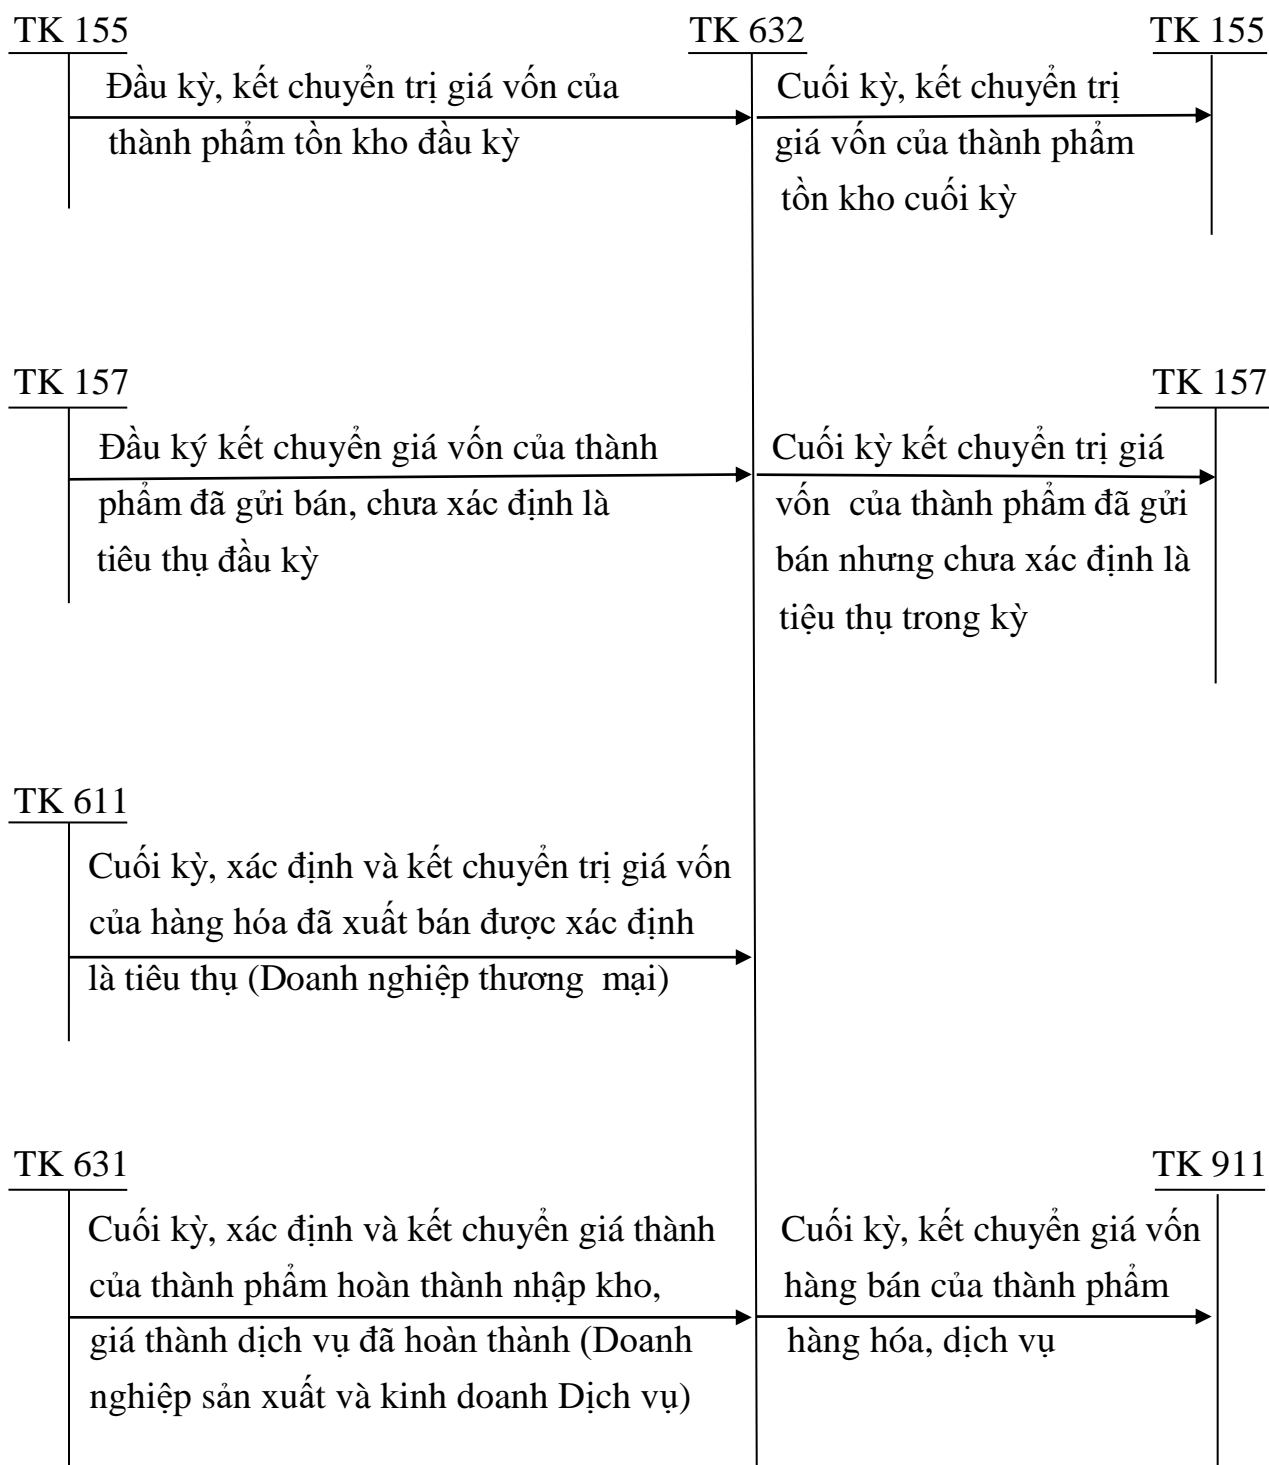 TK 155
TK 632
TK 155
Đầu kỳ, kết chuyển trị giá vốn của
thành phẩm tồn kho đầu kỳ
Cuối kỳ, kết chuyển trị
giá vốn của thành phẩm
tồn kho cuối kỳ
TK 157
TK 157
Đầu ký kết chuyển giá vốn của thành
phẩm đã gửi bán, chưa xác định là
tiêu thụ đầu kỳ
Cuối kỳ kết chuyển trị giá
vốn của thành phẩm đã gửi
bán nhưng chưa xác định là
tiệu thụ trong kỳ
TK 611
Cuối kỳ, xác định và kết chuyển trị giá vốn
của hàng hóa đã xuất bán được xác định
là tiêu thụ (Doanh nghiệp thương mại)
TK 631
TK 911
Cuối kỳ, xác định và kết chuyển giá thành
của thành phẩm hoàn thành nhập kho,
giá thành dịch vụ đã hoàn thành (Doanh
nghiệp sản xuất và kinh doanh Dịch vụ)
Cuối kỳ, kết chuyển giá vốn
hàng bán của thành phẩm
hàng hóa, dịch vụ